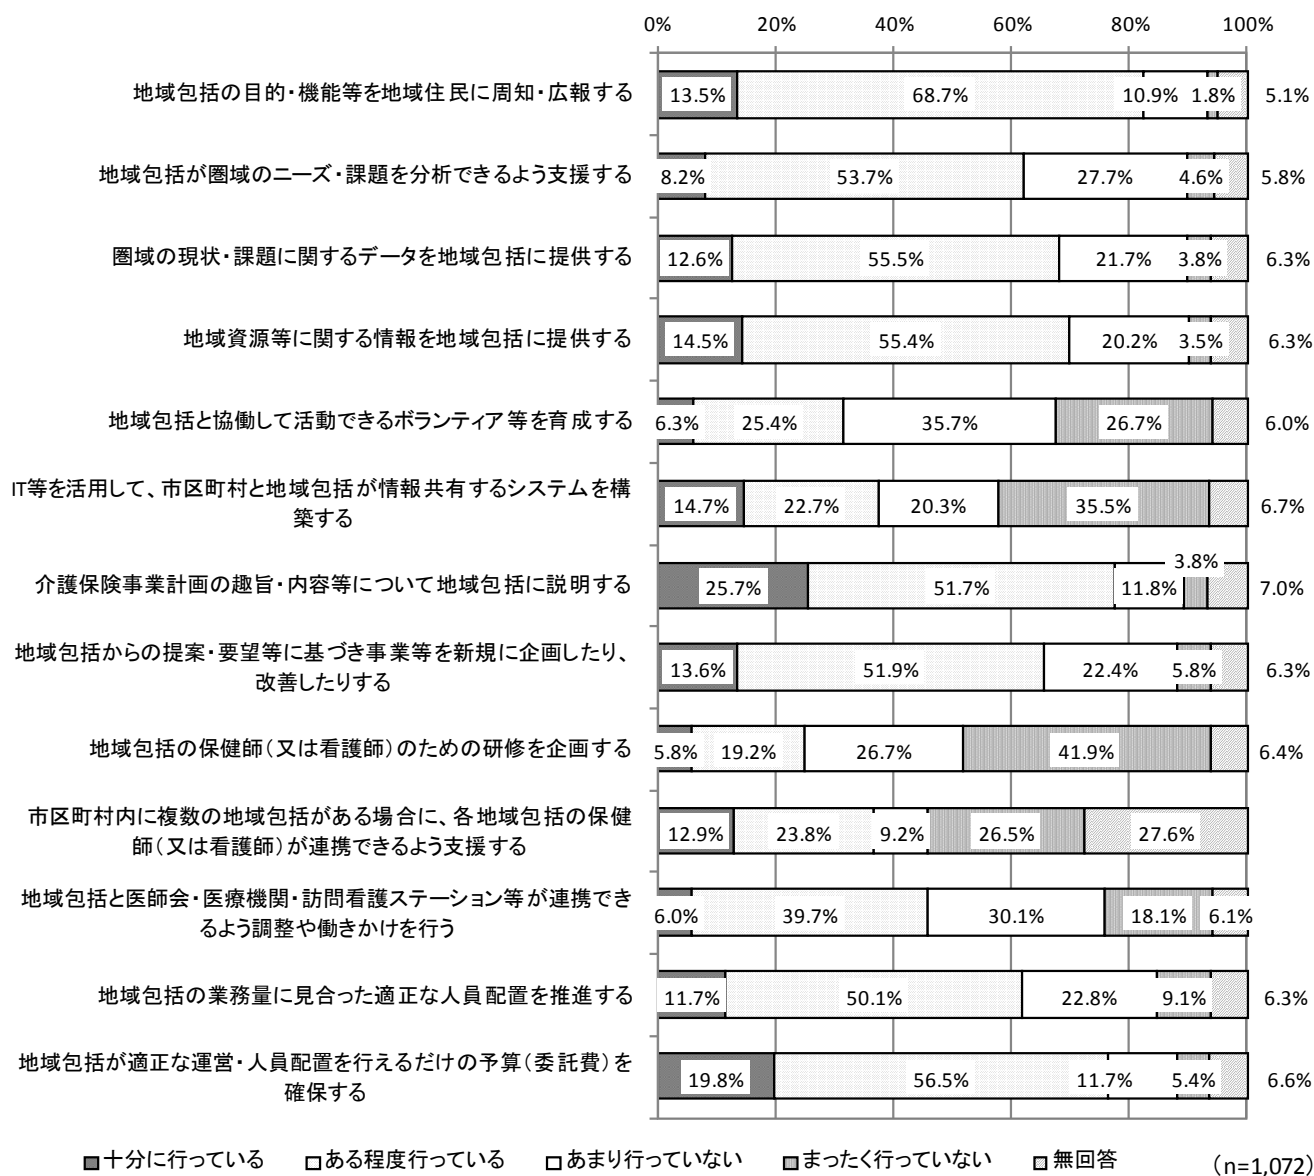 0% 20% 40% 60% 80% 100%
地域包括の目的・機能等を地域住民に周知・広報する 13.5% 68.7% 10.9% 1.8% 5.1%
地域包括が圏域のニーズ・課題を分析できるよう支援する 8.2% 53.7% 27.7% 4.6% 5.8%
圏域の現状・課題に関するデータを地域包括に提供する 12.6% 55.5% 21.7% 3.8% 6.3%
地域資源等に関する情報を地域包括に提供する 14.5% 55.4% 20.2% 3.5% 6.3%
地域包括と協働して活動できるボランティア等を育成する 6.3% 25.4% 35.7% 26.7% 6.0%
IT等を活用して、市区町村と地域包括が情報共有するシステムを構
築する 14.7% 22.7% 20.3% 35.5% 6.7%
介護保険事業計画の趣旨・内容等について地域包括に説明する 25.7% 51.7% 11.8% 3.8% 7.0%
地域包括からの提案・要望等に基づき事業等を新規に企画したり、
改善したりする 13.6% 51.9% 22.4% 5.8% 6.3%
地域包括の保健師（又は看護師）のための研修を企画する 5.8% 19.2% 26.7% 41.9% 6.4%
市区町村内に複数の地域包括がある場合に、各地域包括の保健
師（又は看護師）が連携できるよう支援する 12.9% 23.8% 9.2% 26.5% 27.6%
地域包括と医師会・医療機関・訪問看護ステーション等が連携でき
るよう調整や働きかけを行う 6.0% 39.7% 30.1% 18.1% 6.1%
地域包括の業務量に見合った適正な人員配置を推進する 11.7% 50.1% 22.8% 9.1% 6.3%
地域包括が適正な運営・人員配置を行えるだけの予算（委託費）を
確保する 19.8% 56.5% 11.7% 5.4% 6.6%
十分に行っている ある程度行っている あまり行っていない まったく行っていない 無回答 （n=1,072）